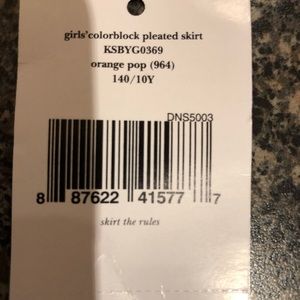 girls'colorblock pleated skirt
KSBYG0369
orange pop (964)
140/10Y
DNS5003
8 87622 41577 7
skirt the rules